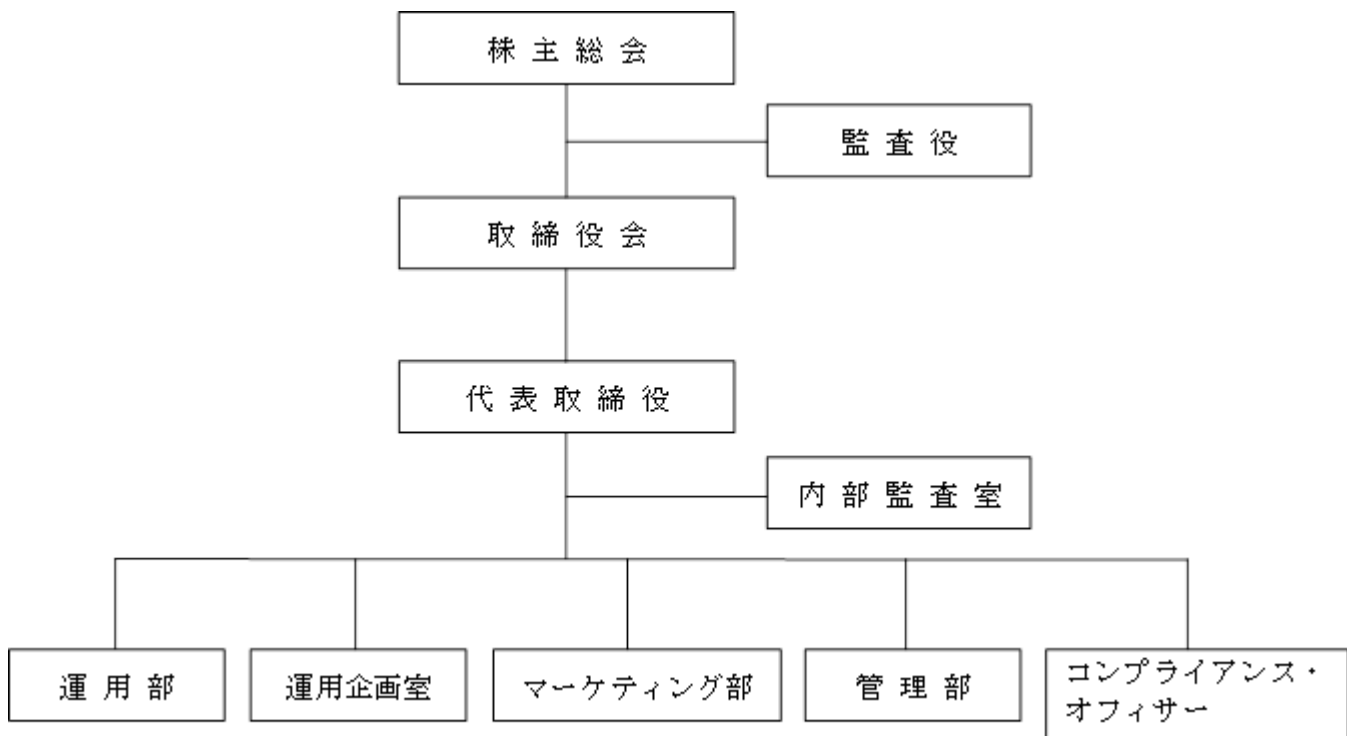 株主総会
監査役
取締役会
代表取締役
内部監査室
運用部
運用企画室
マーケティング部
管理部
コンプライアンス・
オフィサー